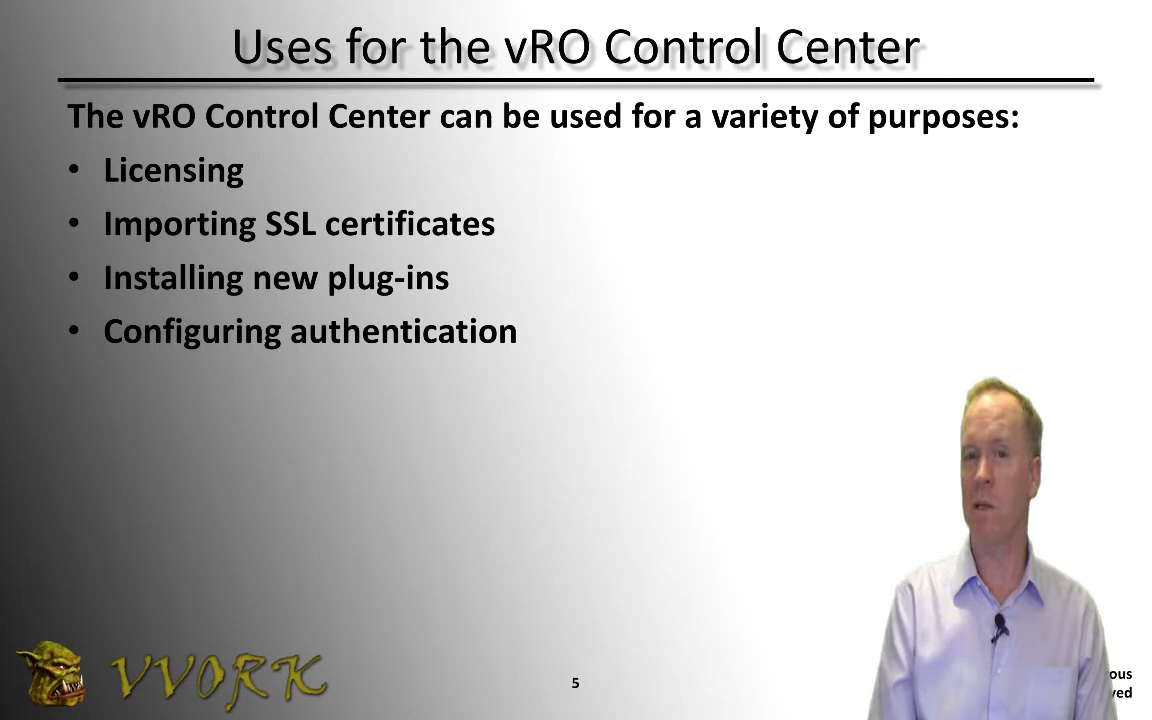 Uses for the vRO Control Center
The vRO Control Center can be used for a variety of purposes:
• Licensing
• Importing SSL certificates
• Installing new plug-ins
• Configuring authentication
VVORK
5